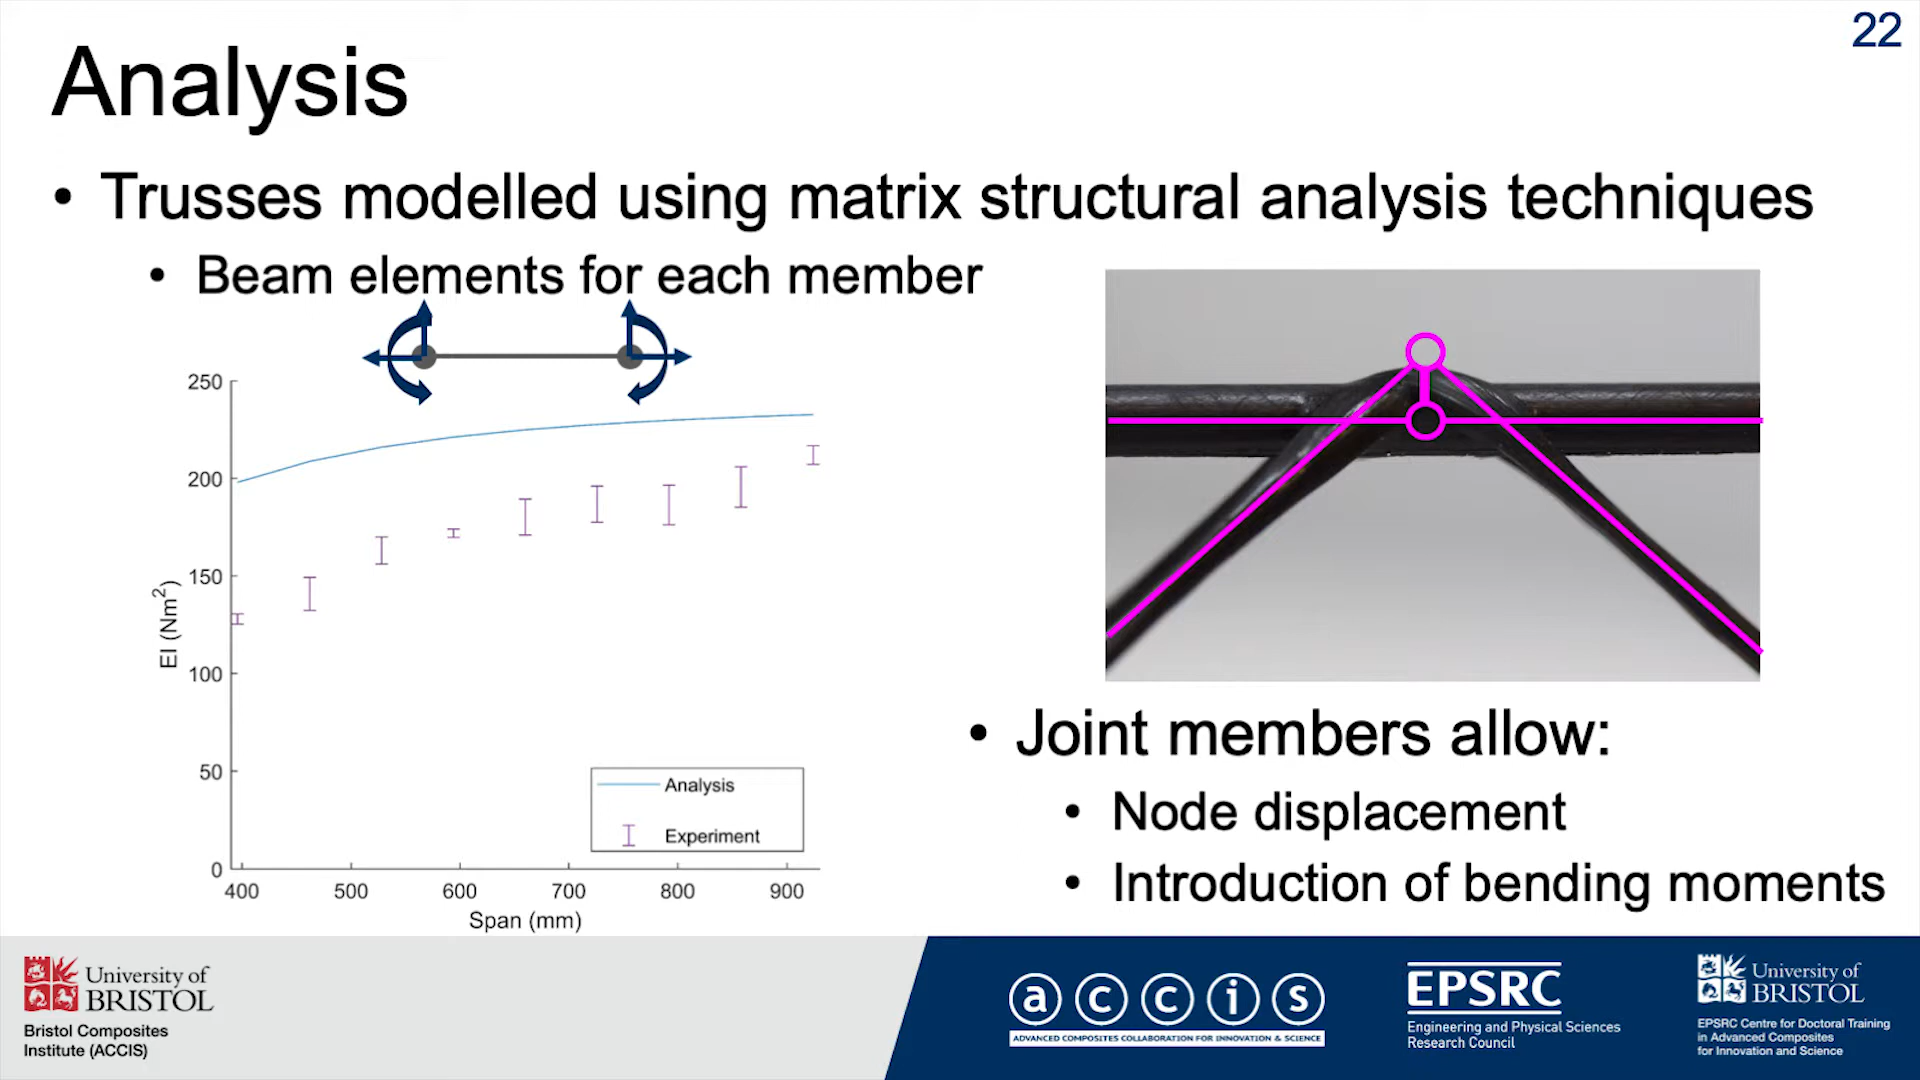 22
Analysis
• Trusses modelled using matrix structural analysis techniques
• Beam elements for each member
250
200
150
100
50
0
EI (Nm²)
400 500 600 700 800 900
Span (mm)
Analysis
Experiment
• Joint members allow:
• Node displacement
• Introduction of bending moments
University of
BRISTOL
Bristol Composites
Institute (ACCIS)
accis
ADVANCED COMPOSITES COLLABORATION FOR INNOVATION & SCIENCE
EPSRC
Engineering and Physical Sciences
Research Council
University of
BRISTOL
EPSRC Centre for Doctoral Training
in Advanced Composites
for Innovation and Science